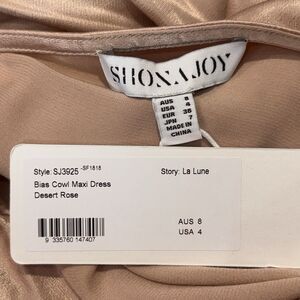 SHONA JOY
AUS 8
USA 4
EUR 36
JPN 7
MADE IN
CHINA
Style: SJ3925 -SF1818
Story: La Lune
Bias Cowl Maxi Dress
Desert Rose
AUS 8
USA 4
9 335760 147407